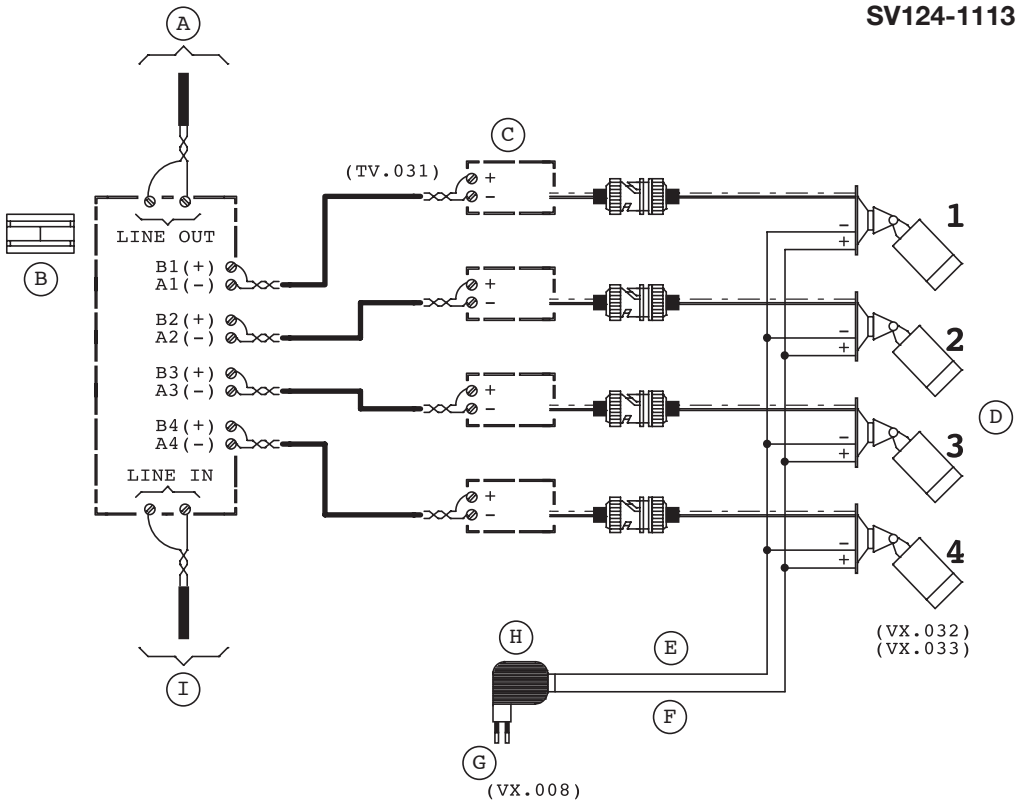 SV124-1113
A
C
(TV.031)
+
−
LINE OUT
B
B1(+)
A1(−)
−
+
1
B2(+)
A2(−)
+
−
−
+
2
B3(+)
A3(−)
+
−
−
+
3
D
B4(+)
A4(−)
LINE IN
+
−
−
+
4
(VX.032)
(VX.033)
H
E
I
F
G
(VX.008)